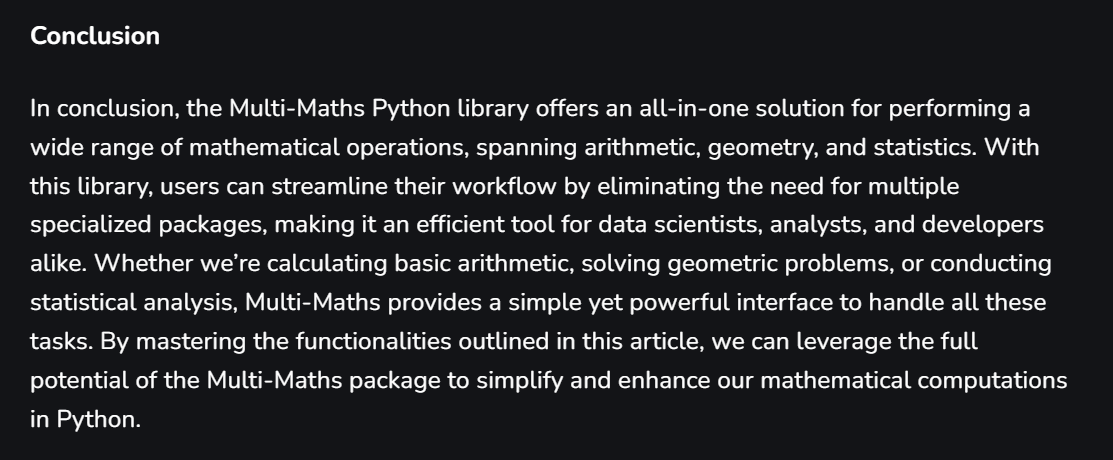 Conclusion
In conclusion, the Multi-Maths Python library offers an all-in-one solution for performing a
wide range of mathematical operations, spanning arithmetic, geometry, and statistics. With
this library, users can streamline their workflow by eliminating the need for multiple
specialized packages, making it an efficient tool for data scientists, analysts, and developers
alike. Whether we’re calculating basic arithmetic, solving geometric problems, or conducting
statistical analysis, Multi-Maths provides a simple yet powerful interface to handle all these
tasks. By mastering the functionalities outlined in this article, we can leverage the full
potential of the Multi-Maths package to simplify and enhance our mathematical computations
in Python.